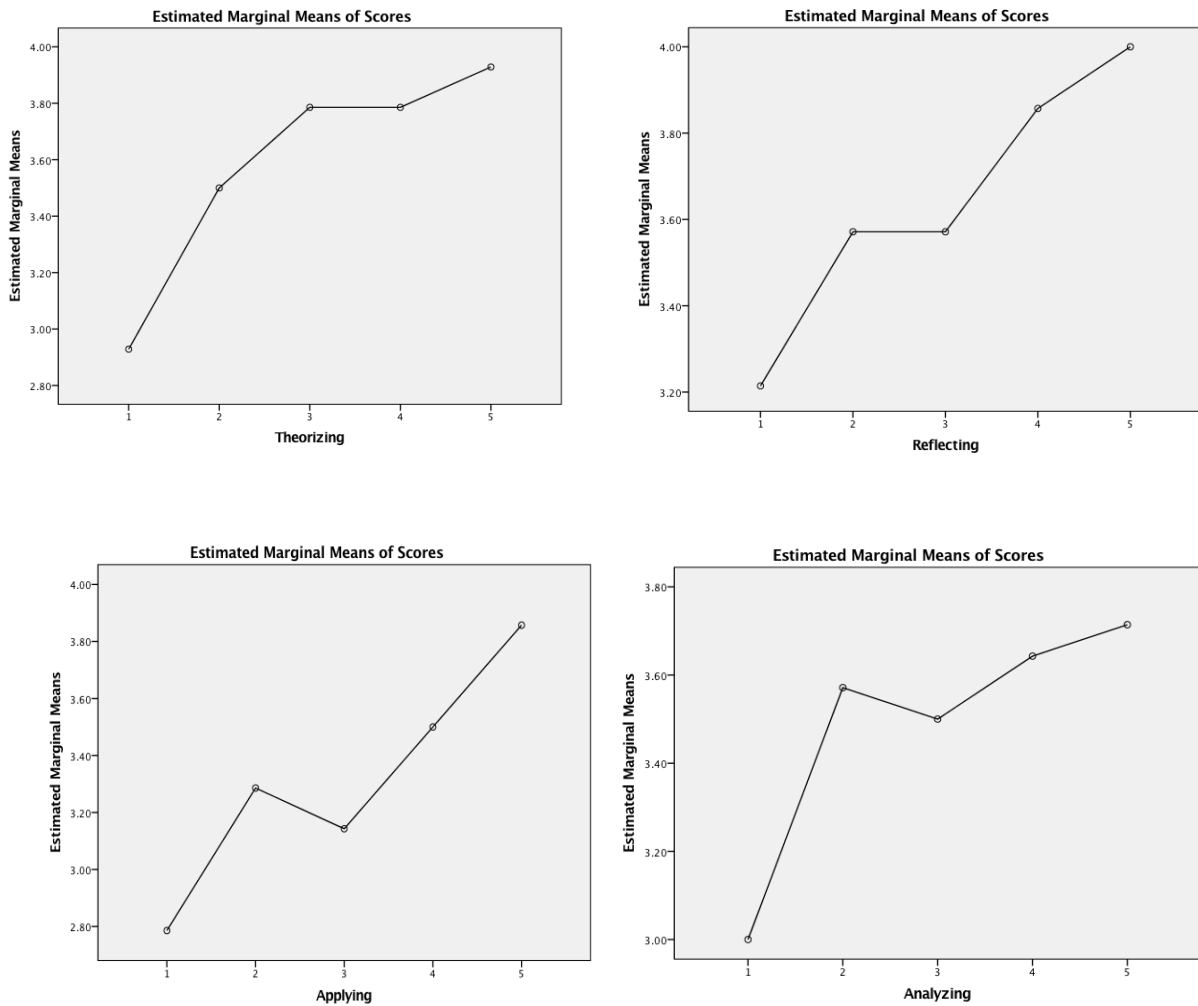 Estimated Marginal Means of Scores
Estimated Marginal Means
4.00
3.80
3.60
3.40
3.20
3.00
2.80
1 2 3 4 5
Theorizing
Estimated Marginal Means of Scores
Estimated Marginal Means
4.00
3.80
3.60
3.40
3.20
1 2 3 4 5
Reflecting
Estimated Marginal Means of Scores
Estimated Marginal Means
4.00
3.80
3.60
3.40
3.20
3.00
2.80
1 2 3 4 5
Applying
Estimated Marginal Means of Scores
Estimated Marginal Means
3.80
3.60
3.40
3.20
3.00
1 2 3 4 5
Analyzing